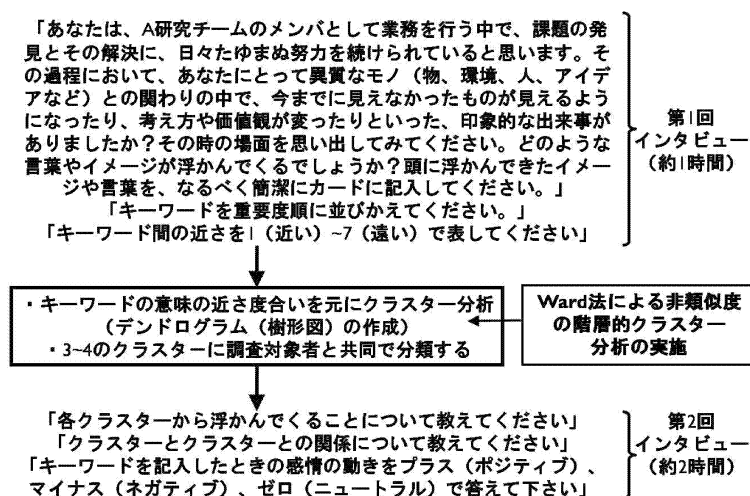 「あなたは、A研究チームのメンバとして業務を行う中で、課題の発
見とその解決に、日々たゆまぬ努力を続けられていると思います。そ
の過程において、あなたにとって異質なモノ（物、環境、人、アイデ
アなど）との関わりの中で、今までに見えなかったものが見えるよう
になったり、考え方や価値観が変ったりといった、印象的な出来事が
ありましたか？その時の場面を思い出してみてください。どのような
言葉やイメージが浮かんでくるでしょうか？頭に浮かんできたイメー
ジや言葉を、なるべく簡潔にカードに記入してください。」
「キーワードを重要度順に並びかえてください。」
「キーワード間の近さを1（近い）~7（遠い）で表してください」
第1回
インタビュー
（約1時間）
・キーワードの意味の近さ度合いを元にクラスター分析
（デンドログラム（樹形図）の作成）
・3~4のクラスターに調査対象者と共同で分類する
Ward法による非類似度
の階層的クラスター
分析の実施
「各クラスターから浮かんでくることについて教えてください」
「クラスターとクラスターとの関係について教えてください」
「キーワードを記入したときの感情の動きをプラス（ポジティブ）、
マイナス（ネガティブ）、ゼロ（ニュートラル）で答えて下さい」
第2回
インタビュー
（約2時間）